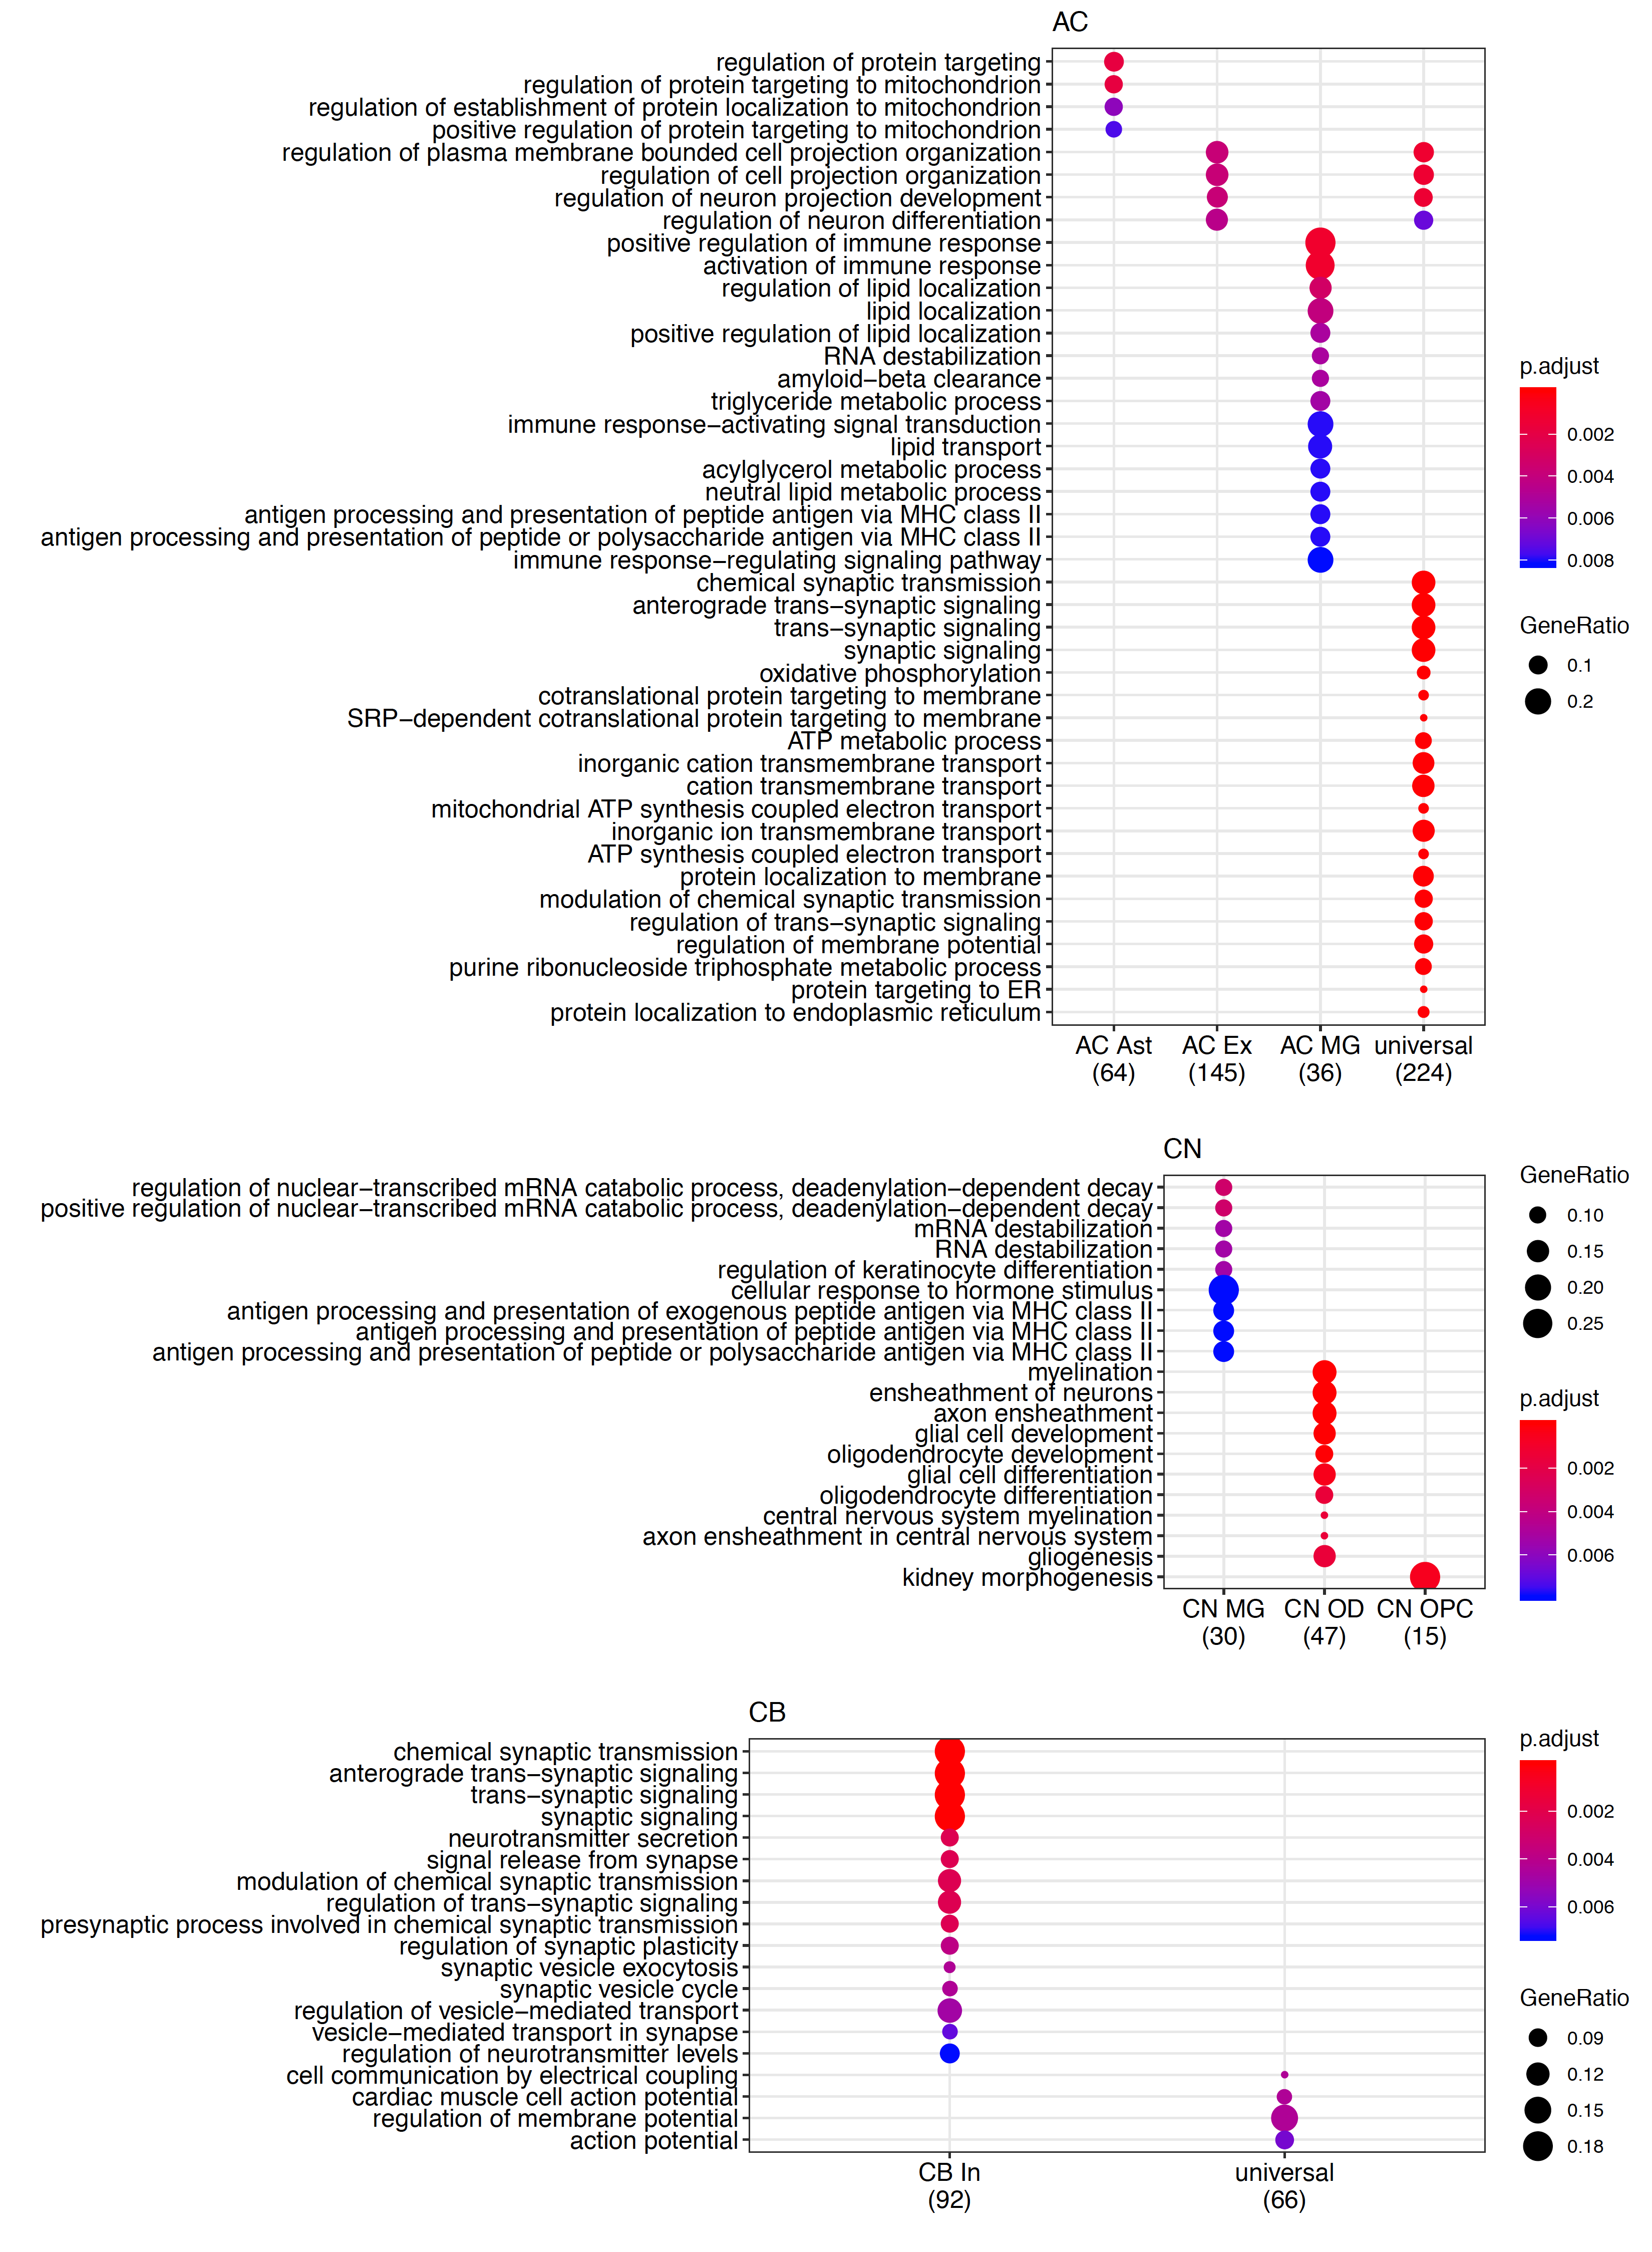 AC
regulation of protein targeting
regulation of protein targeting to mitochondrion
regulation of establishment of protein localization to mitochondrion
positive regulation of protein targeting to mitochondrion
regulation of plasma membrane bounded cell projection organization
regulation of cell projection organization
regulation of neuron projection development
regulation of neuron differentiation
positive regulation of immune response
activation of immune response
regulation of lipid localization
lipid localization
positive regulation of lipid localization
RNA destabilization
amyloid−beta clearance
triglyceride metabolic process
immune response−activating signal transduction
lipid transport
acylglycerol metabolic process
neutral lipid metabolic process
antigen processing and presentation of peptide antigen via MHC class II
antigen processing and presentation of peptide or polysaccharide antigen via MHC class II
immune response−regulating signaling pathway
chemical synaptic transmission
anterograde trans−synaptic signaling
trans−synaptic signaling
synaptic signaling
oxidative phosphorylation
cotranslational protein targeting to membrane
SRP−dependent cotranslational protein targeting to membrane
ATP metabolic process
inorganic cation transmembrane transport
cation transmembrane transport
mitochondrial ATP synthesis coupled electron transport
inorganic ion transmembrane transport
ATP synthesis coupled electron transport
protein localization to membrane
modulation of chemical synaptic transmission
regulation of trans−synaptic signaling
regulation of membrane potential
purine ribonucleoside triphosphate metabolic process
protein targeting to ER
protein localization to endoplasmic reticulum
AC Ast AC Ex AC MG universal
(64) (145) (36) (224)
p.adjust
0.002
0.004
0.006
0.008
GeneRatio
0.1
0.2
CN
regulation of nuclear−transcribed mRNA catabolic process, deadenylation−dependent decay
positive regulation of nuclear−transcribed mRNA catabolic process, deadenylation−dependent decay
mRNA destabilization
RNA destabilization
regulation of keratinocyte differentiation
cellular response to hormone stimulus
antigen processing and presentation of exogenous peptide antigen via MHC class II
antigen processing and presentation of peptide antigen via MHC class II
antigen processing and presentation of peptide or polysaccharide antigen via MHC class II
myelination
ensheathment of neurons
axon ensheathment
glial cell development
oligodendrocyte development
glial cell differentiation
oligodendrocyte differentiation
central nervous system myelination
axon ensheathment in central nervous system
gliogenesis
kidney morphogenesis
CN MG CN OD CN OPC
(30) (47) (15)
GeneRatio
0.10
0.15
0.20
0.25
p.adjust
0.002
0.004
0.006
CB
chemical synaptic transmission
anterograde trans−synaptic signaling
trans−synaptic signaling
synaptic signaling
neurotransmitter secretion
signal release from synapse
modulation of chemical synaptic transmission
regulation of trans−synaptic signaling
presynaptic process involved in chemical synaptic transmission
regulation of synaptic plasticity
synaptic vesicle exocytosis
synaptic vesicle cycle
regulation of vesicle−mediated transport
vesicle−mediated transport in synapse
regulation of neurotransmitter levels
cell communication by electrical coupling
cardiac muscle cell action potential
regulation of membrane potential
action potential
CB In universal
(92) (66)
p.adjust
0.002
0.004
0.006
GeneRatio
0.09
0.12
0.15
0.18